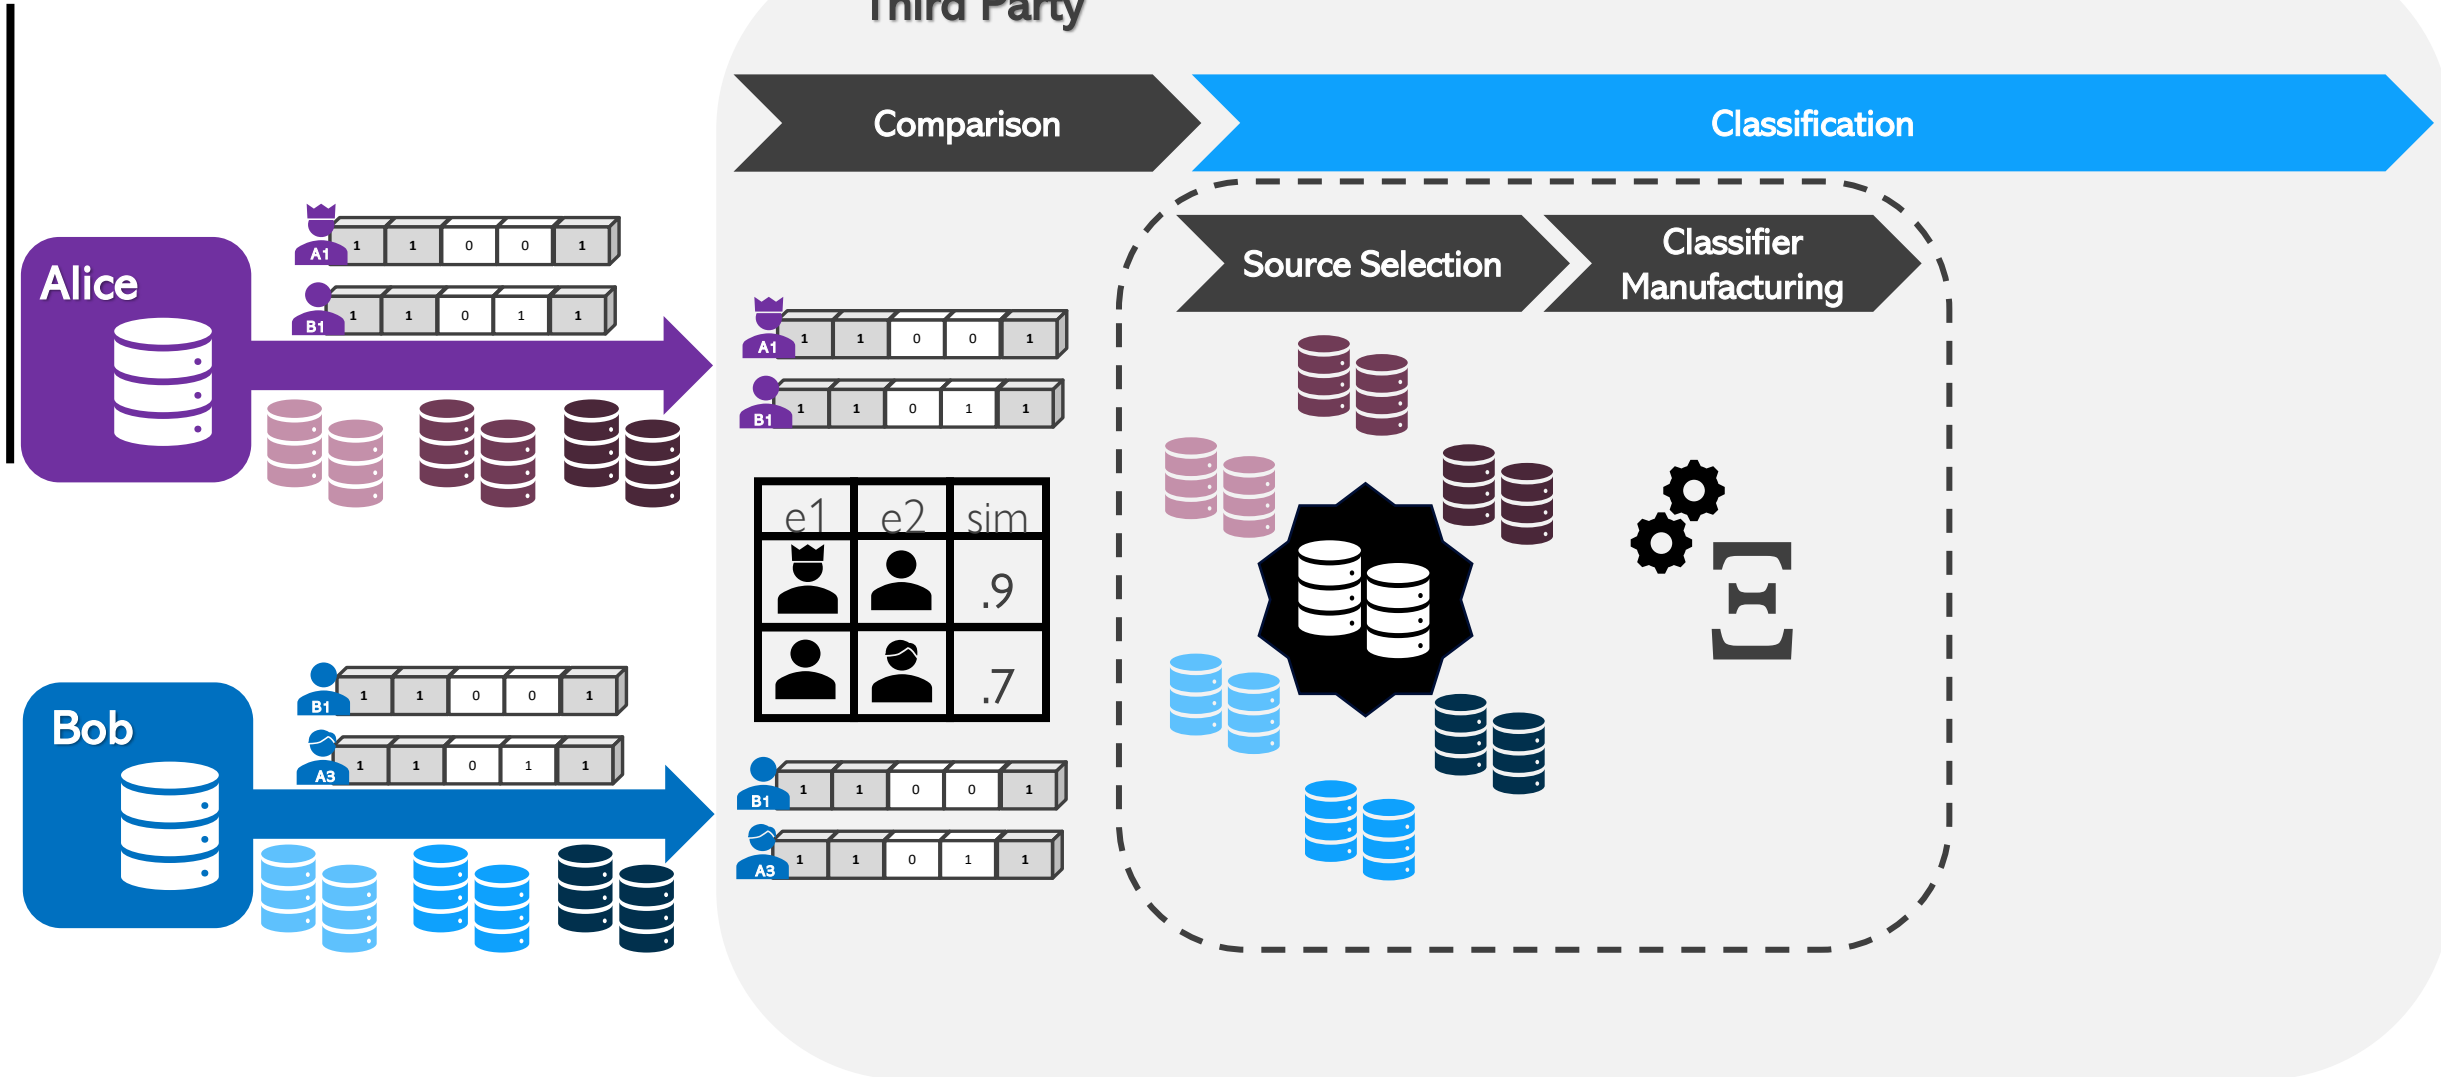 Third Party
Comparison
Classification
Source Selection
Classifier
Manufacturing
Alice
A1 1 1 0 0 1
B1 1 1 0 1 1
A1 1 1 0 0 1
B1 1 1 0 1 1
e1 e2 sim
.9
.7
Bob
B1 1 1 0 0 1
A3 1 1 0 1 1
B1 1 1 0 0 1
A3 1 1 0 1 1
Ξ